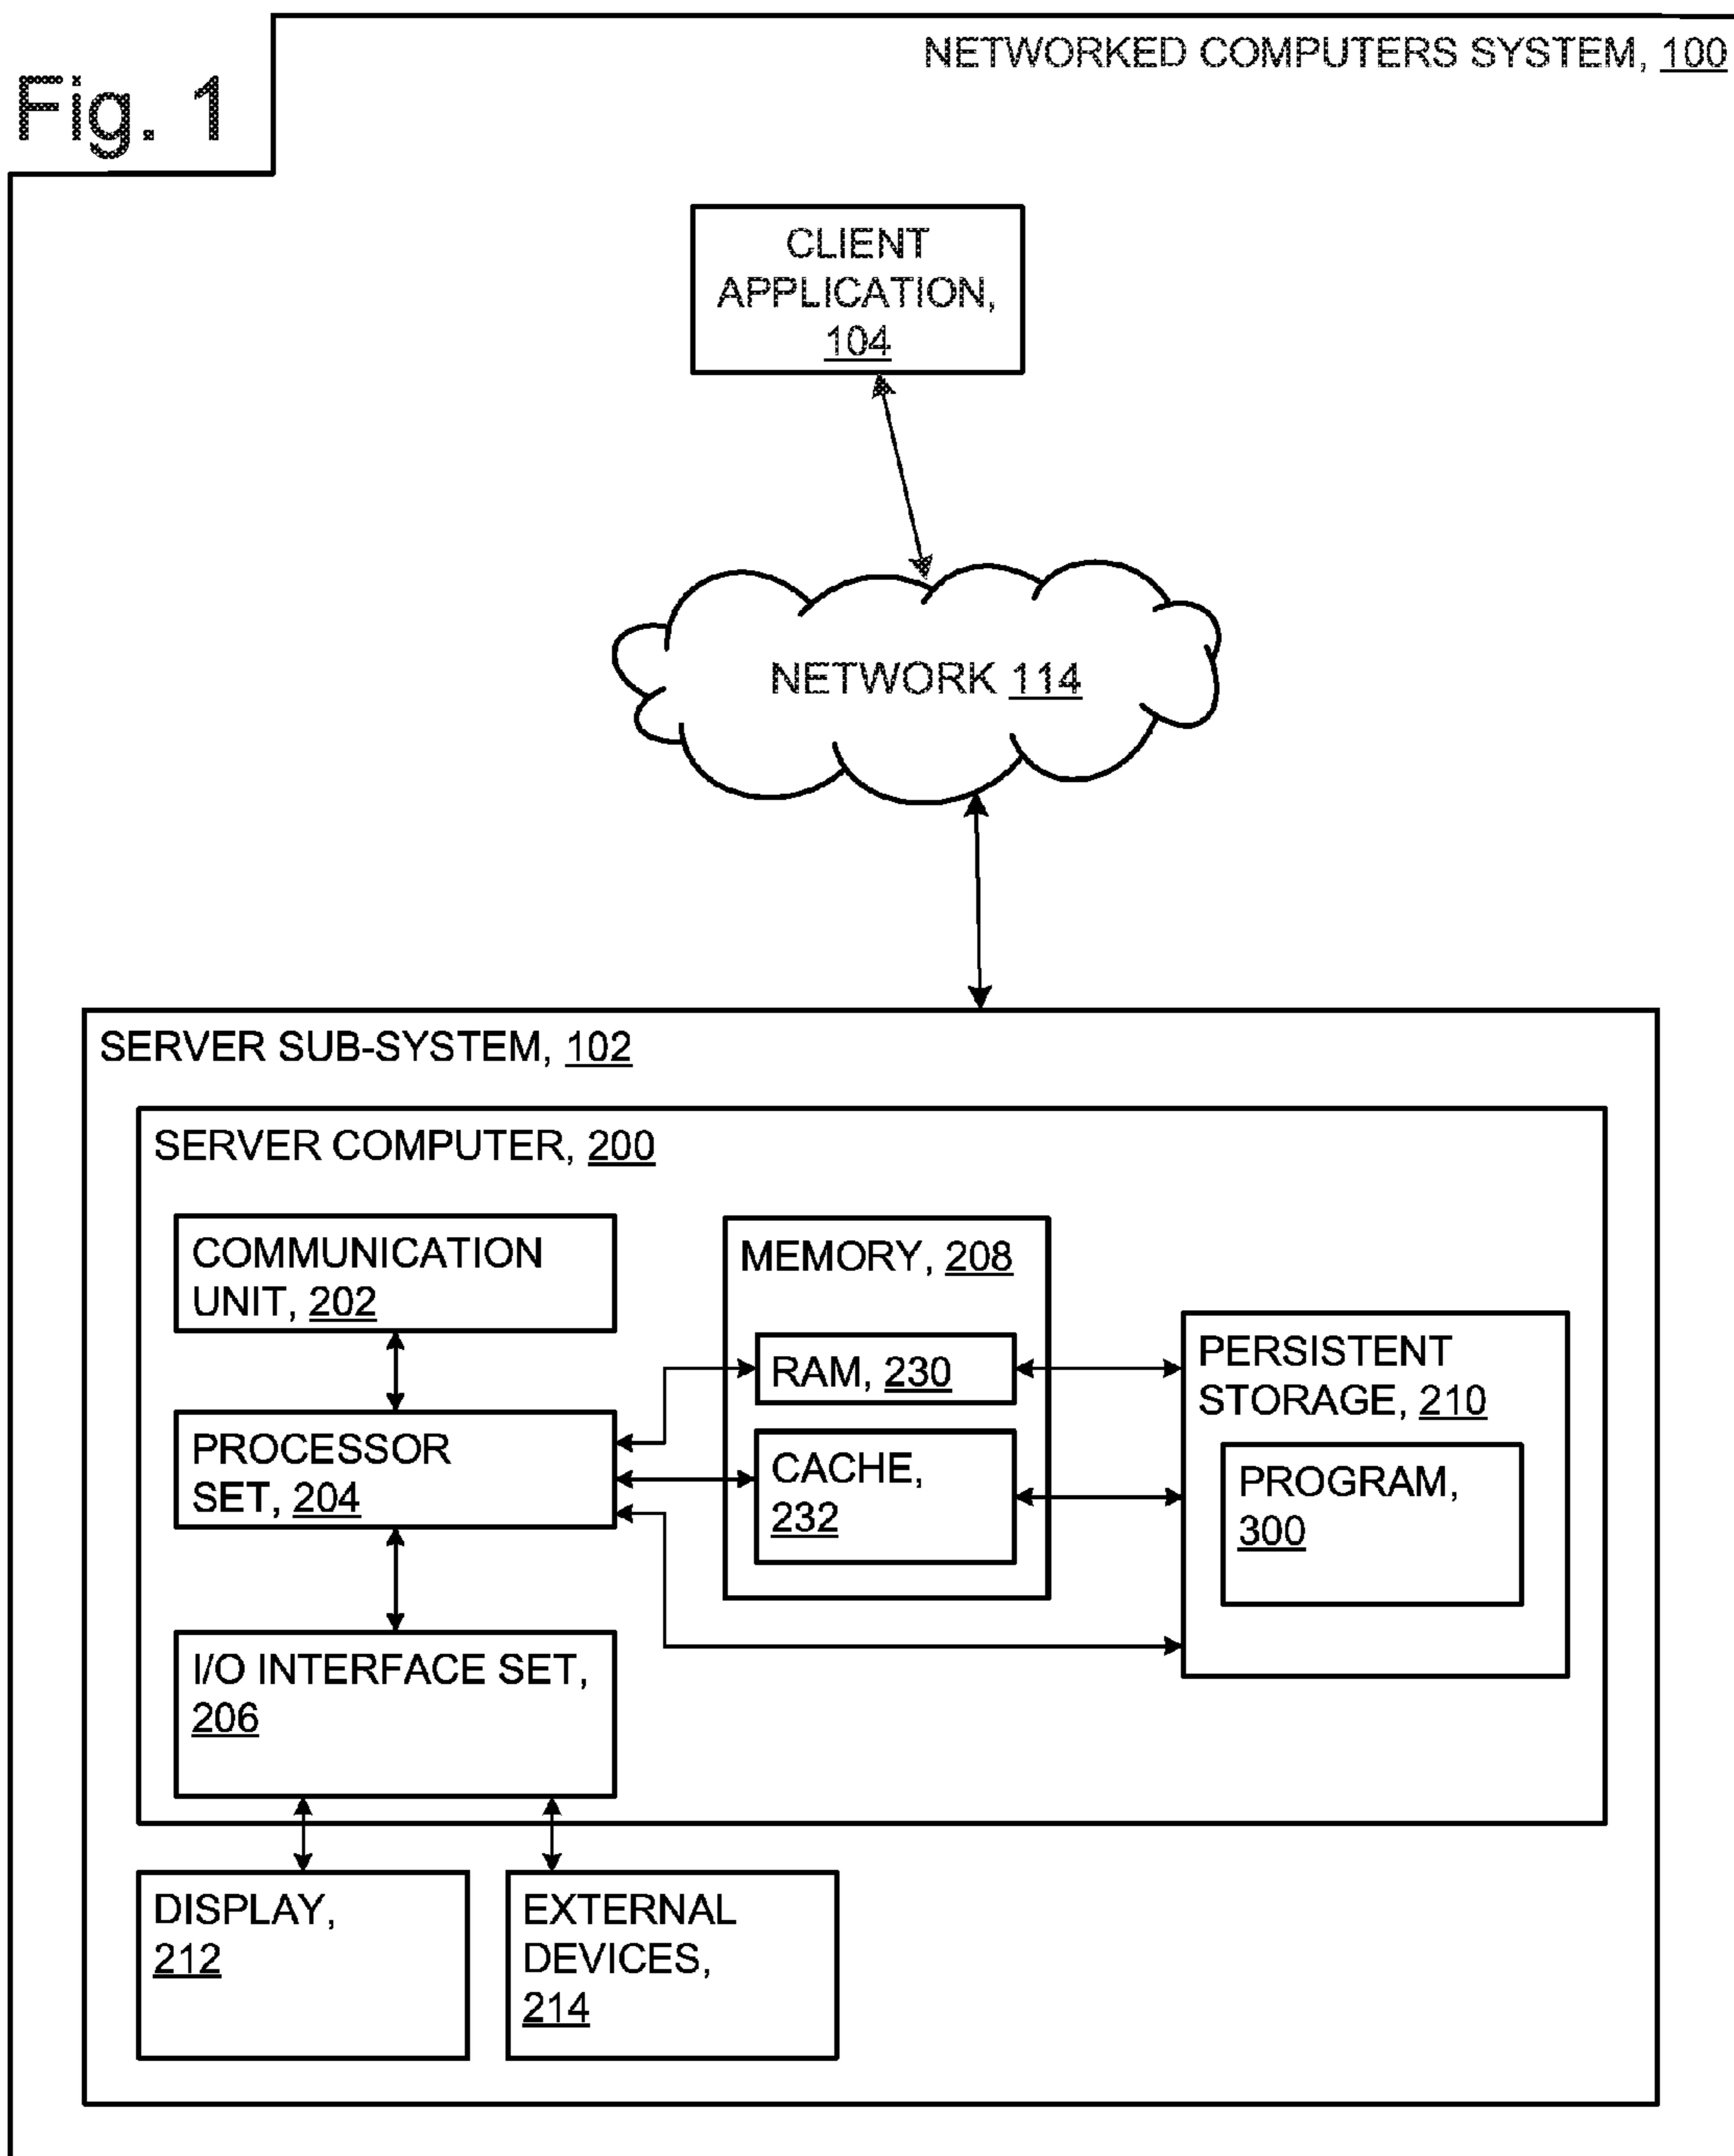 Fig. 1
NETWORKED COMPUTERS SYSTEM, 100
CLIENT
APPLICATION,
104
NETWORK 114
SERVER SUB-SYSTEM, 102
SERVER COMPUTER, 200
COMMUNICATION
UNIT, 202
PROCESSOR
SET, 204
I/O INTERFACE SET,
206
MEMORY, 208
RAM, 230
CACHE,
232
PERSISTENT
STORAGE, 210
PROGRAM,
300
DISPLAY,
212
EXTERNAL
DEVICES,
214